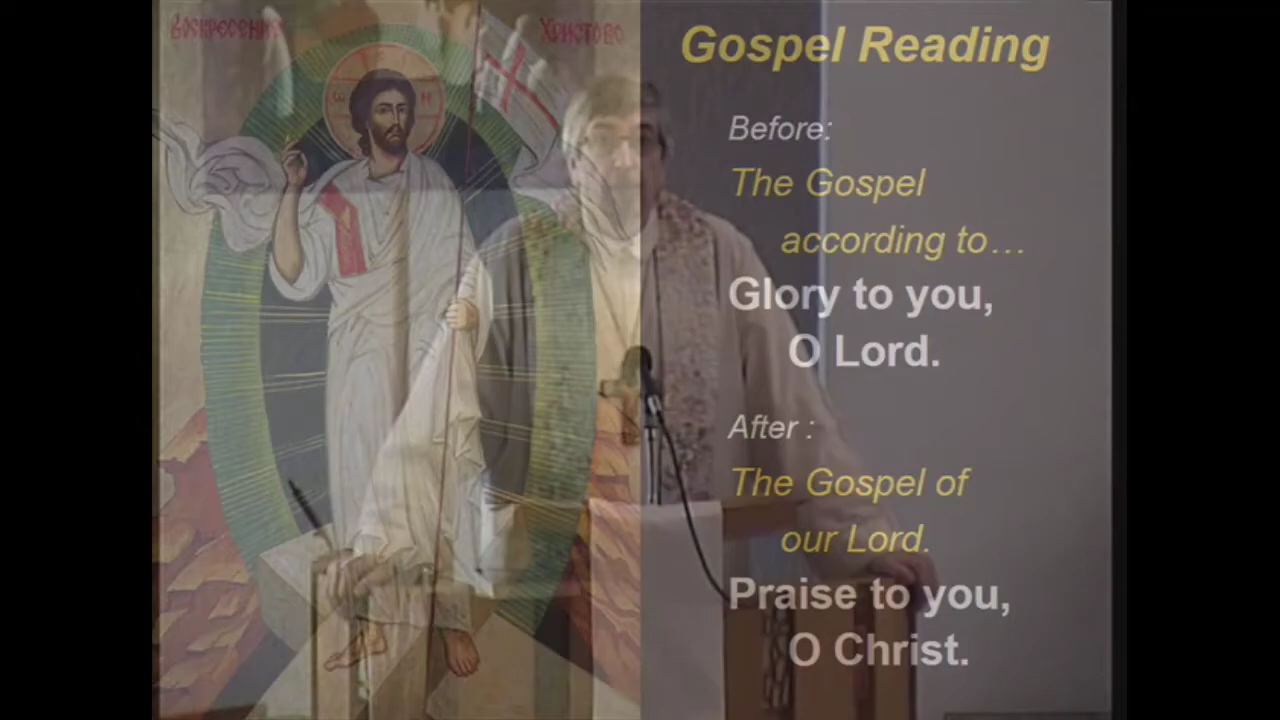 Воскресение Христово
Gospel Reading
Before:
The Gospel
according to…
Glory to you,
O Lord.
After :
The Gospel of
our Lord.
Praise to you,
O Christ.